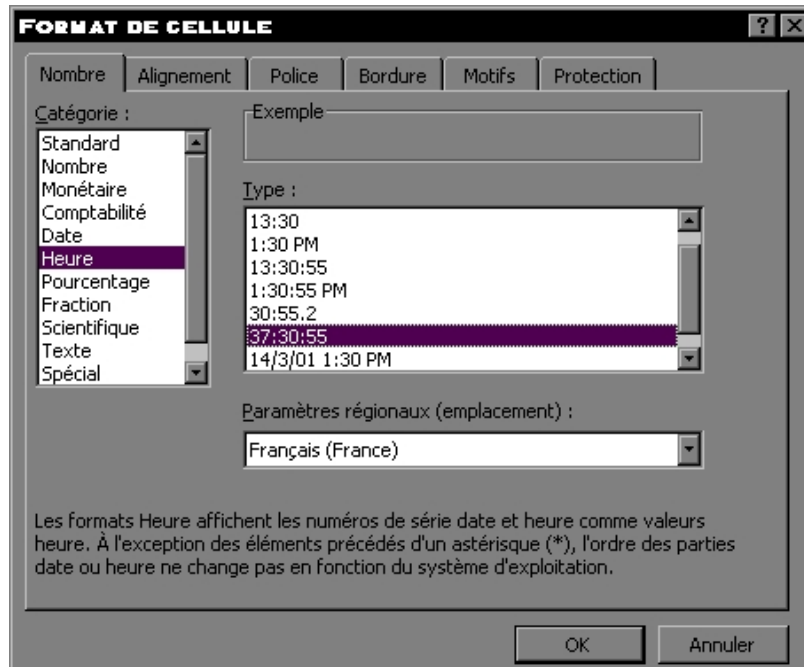 FORMAT DE CELLULE
? X
Nombre Alignement Police Bordure Motifs Protection
Catégorie :
Standard
Nombre
Monétaire
Comptabilité
Date
Heure
Pourcentage
Fraction
Scientifique
Texte
Spécial
Exemple
Type :
13:30
1:30 PM
13:30:55
1:30:55 PM
30:55.2
37:30:55
14/3/01 1:30 PM
Paramètres régionaux (emplacement) :
Français (France)
Les formats Heure affichent les numéros de série date et heure comme valeurs
heure. À l'exception des éléments précédés d'un astérisque (*), l'ordre des parties
date ou heure ne change pas en fonction du système d'exploitation.
OK Annuler